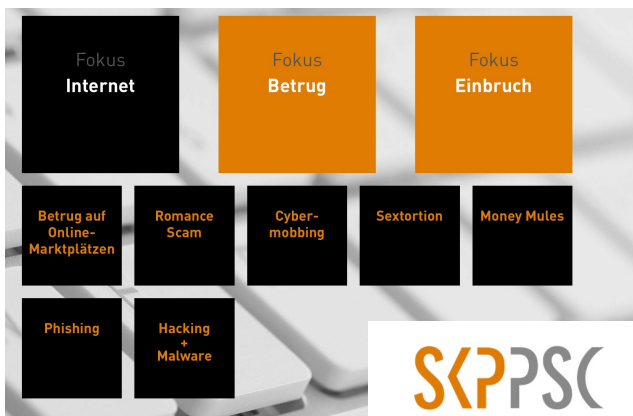 Fokus
Internet
Fokus
Betrug
Fokus
Einbruch
Betrug auf
Online-
Marktplätzen
Romance
Scam
Cyber-
mobbing
Sextortion
Money Mules
Phishing
Hacking
+
Malware
SKPPSC